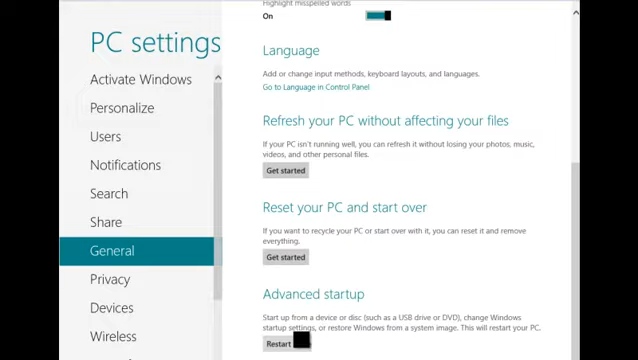 PC settings
Activate Windows
Personalize
Users
Notifications
Search
Share
General
Privacy
Devices
Wireless
Highlight misspelled words
On
Language
Add or change input methods, keyboard layouts, and languages.
Go to Language in Control Panel
Refresh your PC without affecting your files
If your PC isn't running well, you can refresh it without losing your photos, music,
videos, and other personal files.
Get started
Reset your PC and start over
If you want to recycle your PC or start over with it, you can reset it and remove
everything.
Get started
Advanced startup
Start up from a device or disc (such as a USB drive or DVD), change Windows
startup settings, or restore Windows from a system image. This will restart your PC.
Restart